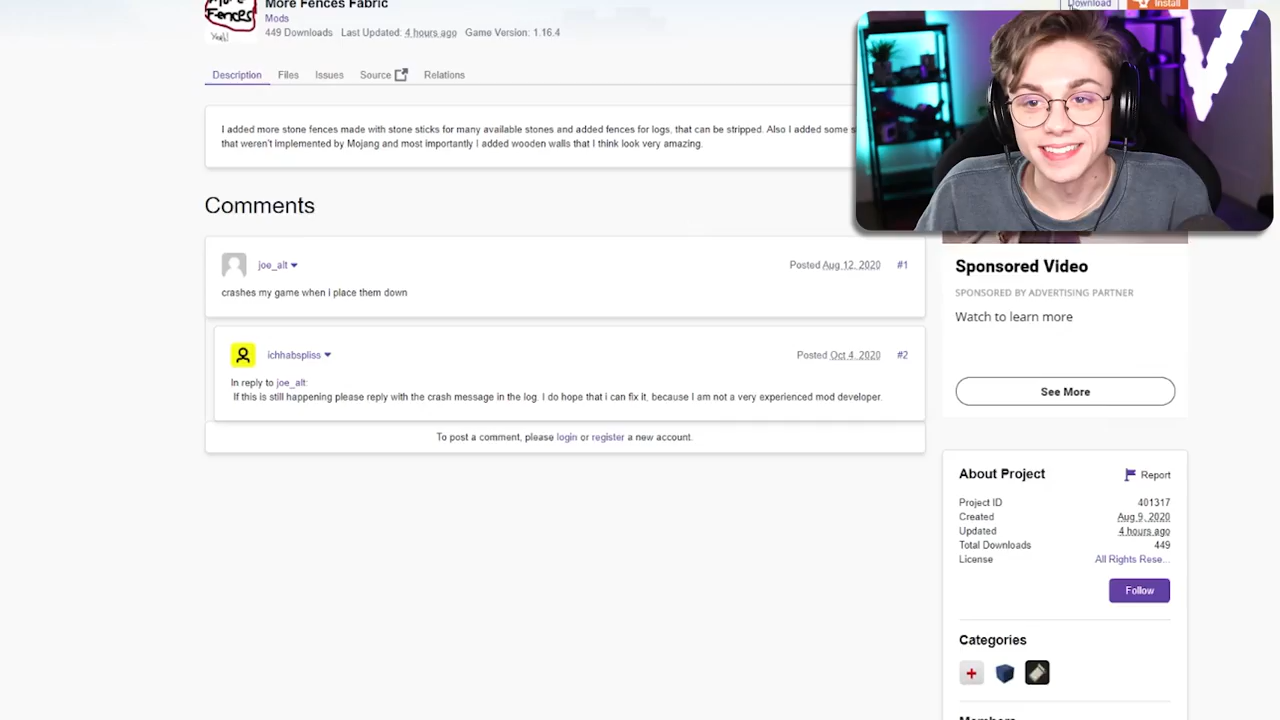 More Fences Fabric
Download
Install
More
Fences
Yeah!
Mods
449 Downloads Last Updated: 4 hours ago Game Version: 1.16.4
Description Files Issues Source Relations
I added more stone fences made with stone sticks for many available stones and added fences for logs, that can be stripped. Also I added some s
that weren't Implemented by Mojang and most importantly I added wooden walls that I think look very amazing.
Comments
joe_alt
Posted Aug 12, 2020 #1
crashes my game when i place them down
ichhabspliss
Posted Oct 4, 2020 #2
In reply to joe_alt:
If this is still happening please reply with the crash message in the log. I do hope that i can fix it, because I am not a very experienced mod developer.
To post a comment, please login or register a new account.
Sponsored Video
SPONSORED BY ADVERTISING PARTNER
Watch to learn more
See More
About Project
Report
Project ID 401317
Created Aug 9, 2020
Updated 4 hours ago
Total Downloads 449
License All Rights Rese...
Follow
Categories
Members